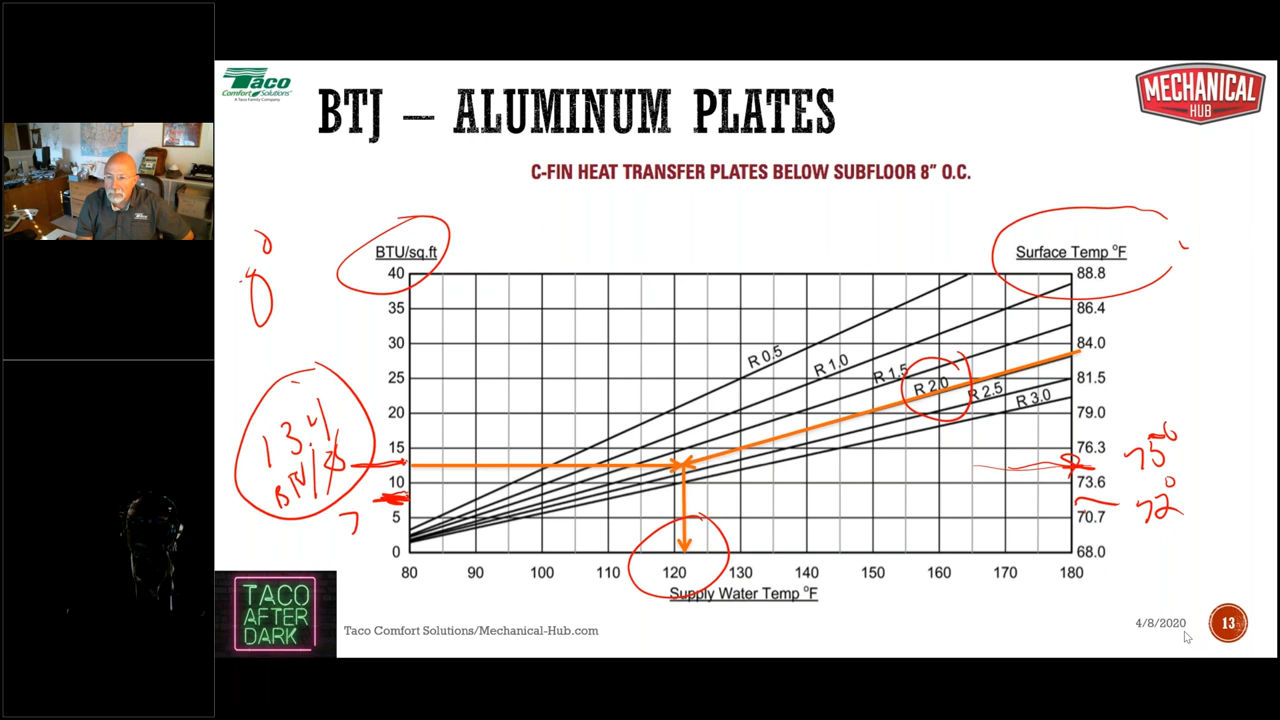 Taco
Comfort Solutions®
A Taco Family Company
BTJ – ALUMINUM PLATES
MECHANICAL
HUB
C-FIN HEAT TRANSFER PLATES BELOW SUBFLOOR 8" O.C.
BTU/sq.ft
Surface Temp °F
40
35
30
25
20
15
10
5
0
88.8
86.4
84.0
81.5
79.0
76.3
73.6
70.7
68.0
R 0.5
R 1.0
R 1.5
R 2.0
R 2.5
R 3.0
80 90 100 110 120 130 140 150 160 170 180
Supply Water Temp °F
0°
13.4
BTU/
7
75°
72°
TACO
AFTER
DARK
Taco Comfort Solutions/Mechanical-Hub.com
4/8/2020
13